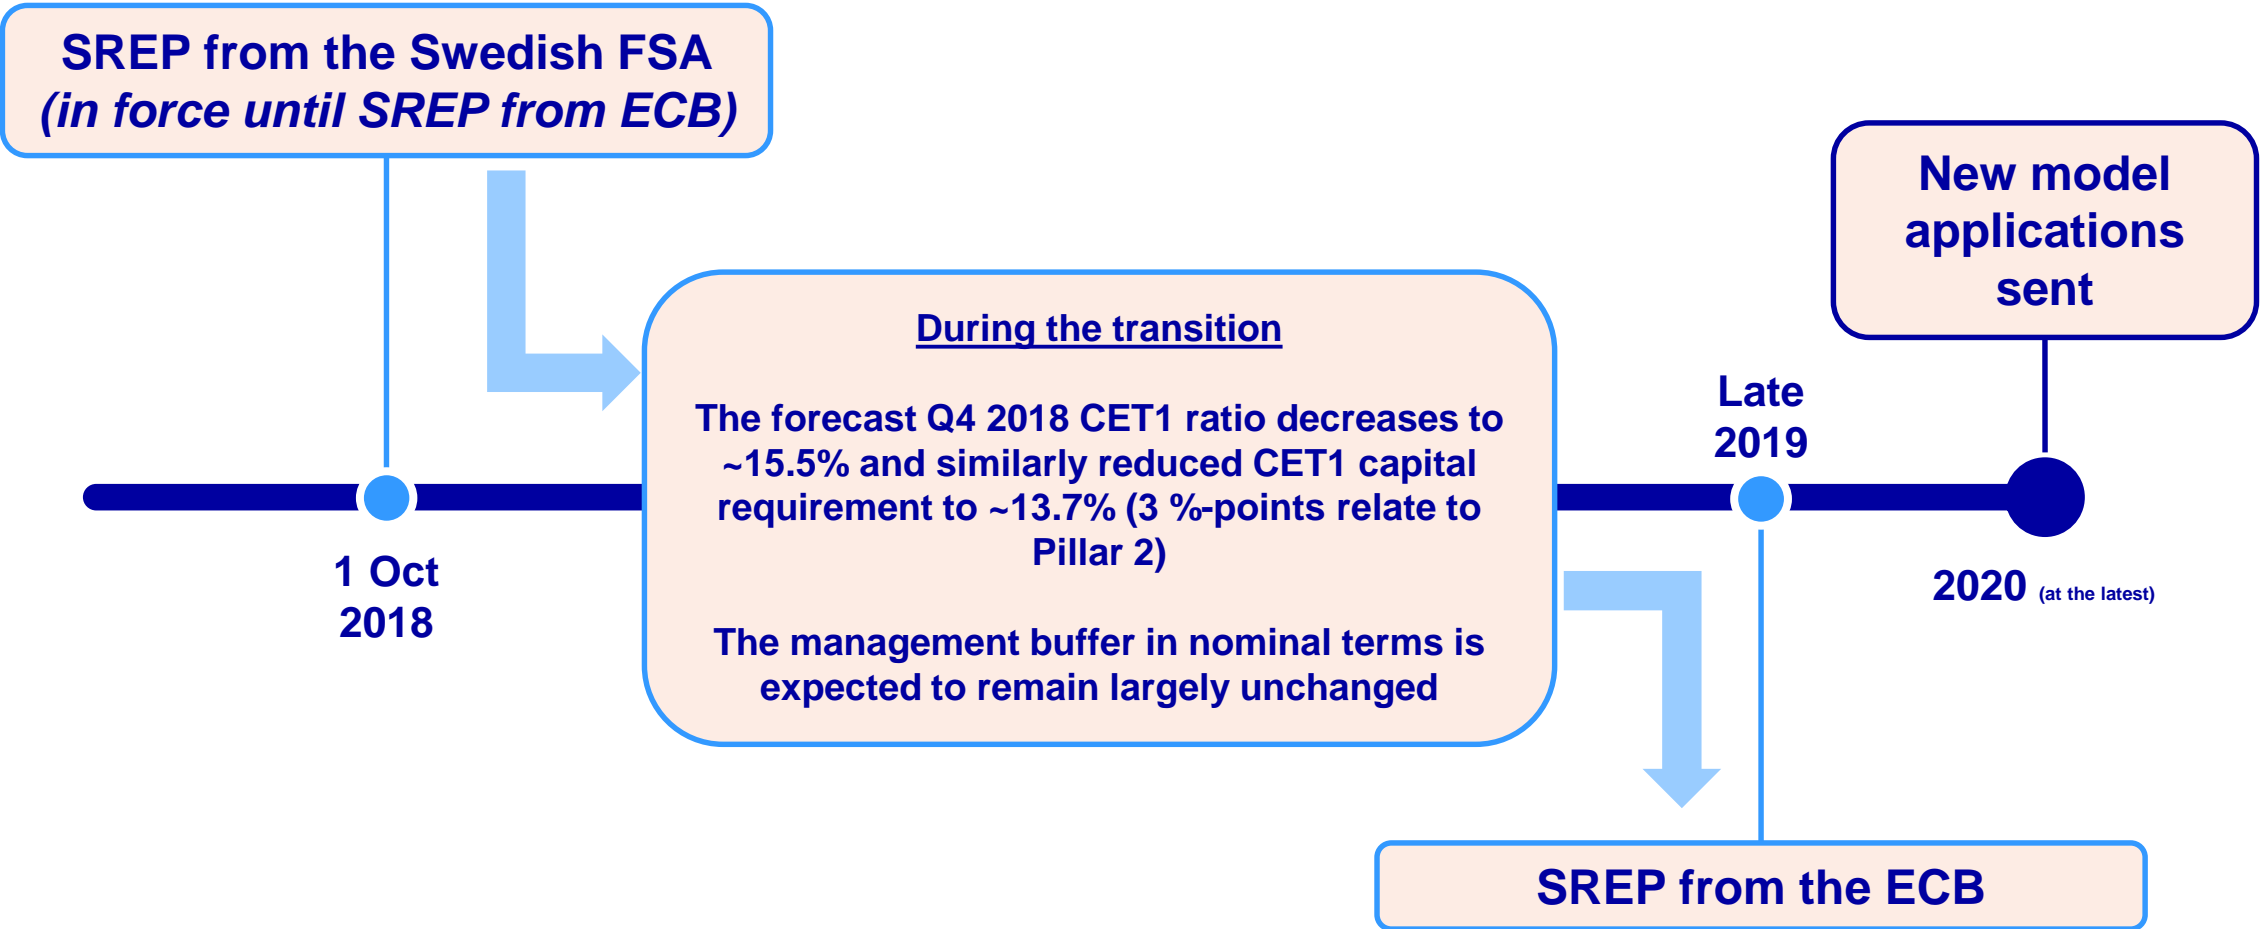 SREP from the Swedish FSA
(in force until SREP from ECB)
New model
applications
sent
During the transition
The forecast Q4 2018 CET1 ratio decreases to
~15.5% and similarly reduced CET1 capital
requirement to ~13.7% (3 %-points relate to
Pillar 2)
The management buffer in nominal terms is
expected to remain largely unchanged
Late
2019
1 Oct
2018
2020 (at the latest)
SREP from the ECB